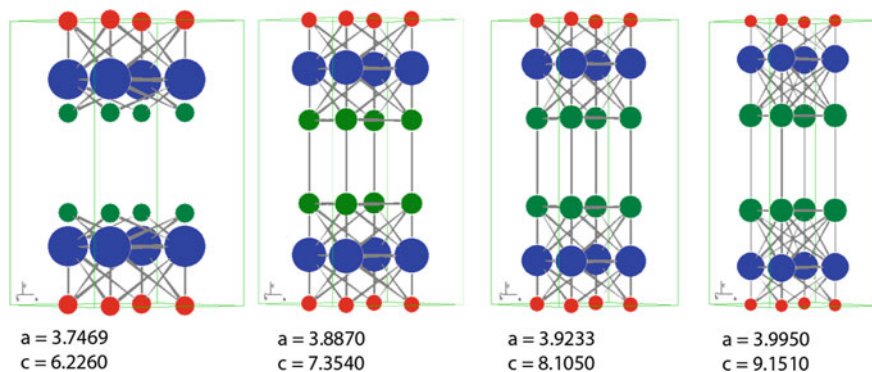 a = 3.7469
c = 6.2260
a = 3.8870
c = 7.3540
a = 3.9233
c = 8.1050
a = 3.9950
c = 9.1510